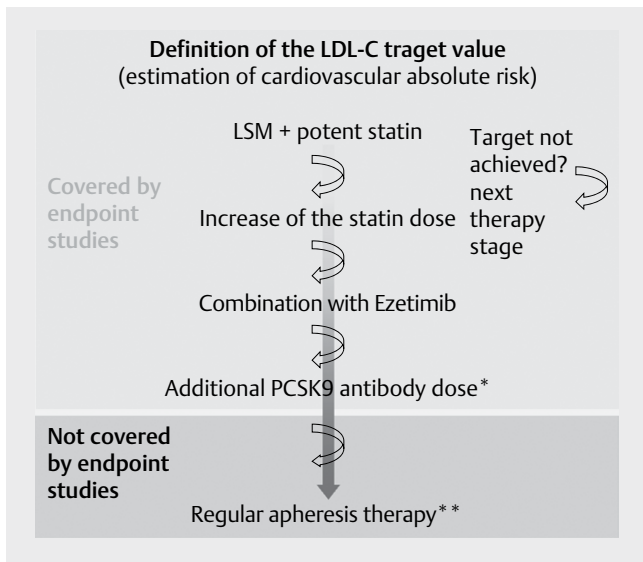 Definition of the LDL-C traget value
(estimation of cardiovascular absolute risk)
LSM + potent statin
Target not
achieved?
next
therapy
stage
Covered by
endpoint
studies
Increase of the statin dose
Combination with Ezetimib
Additional PCSK9 antibody dose*
Not covered
by endpoint
studies
Regular apheresis therapy**